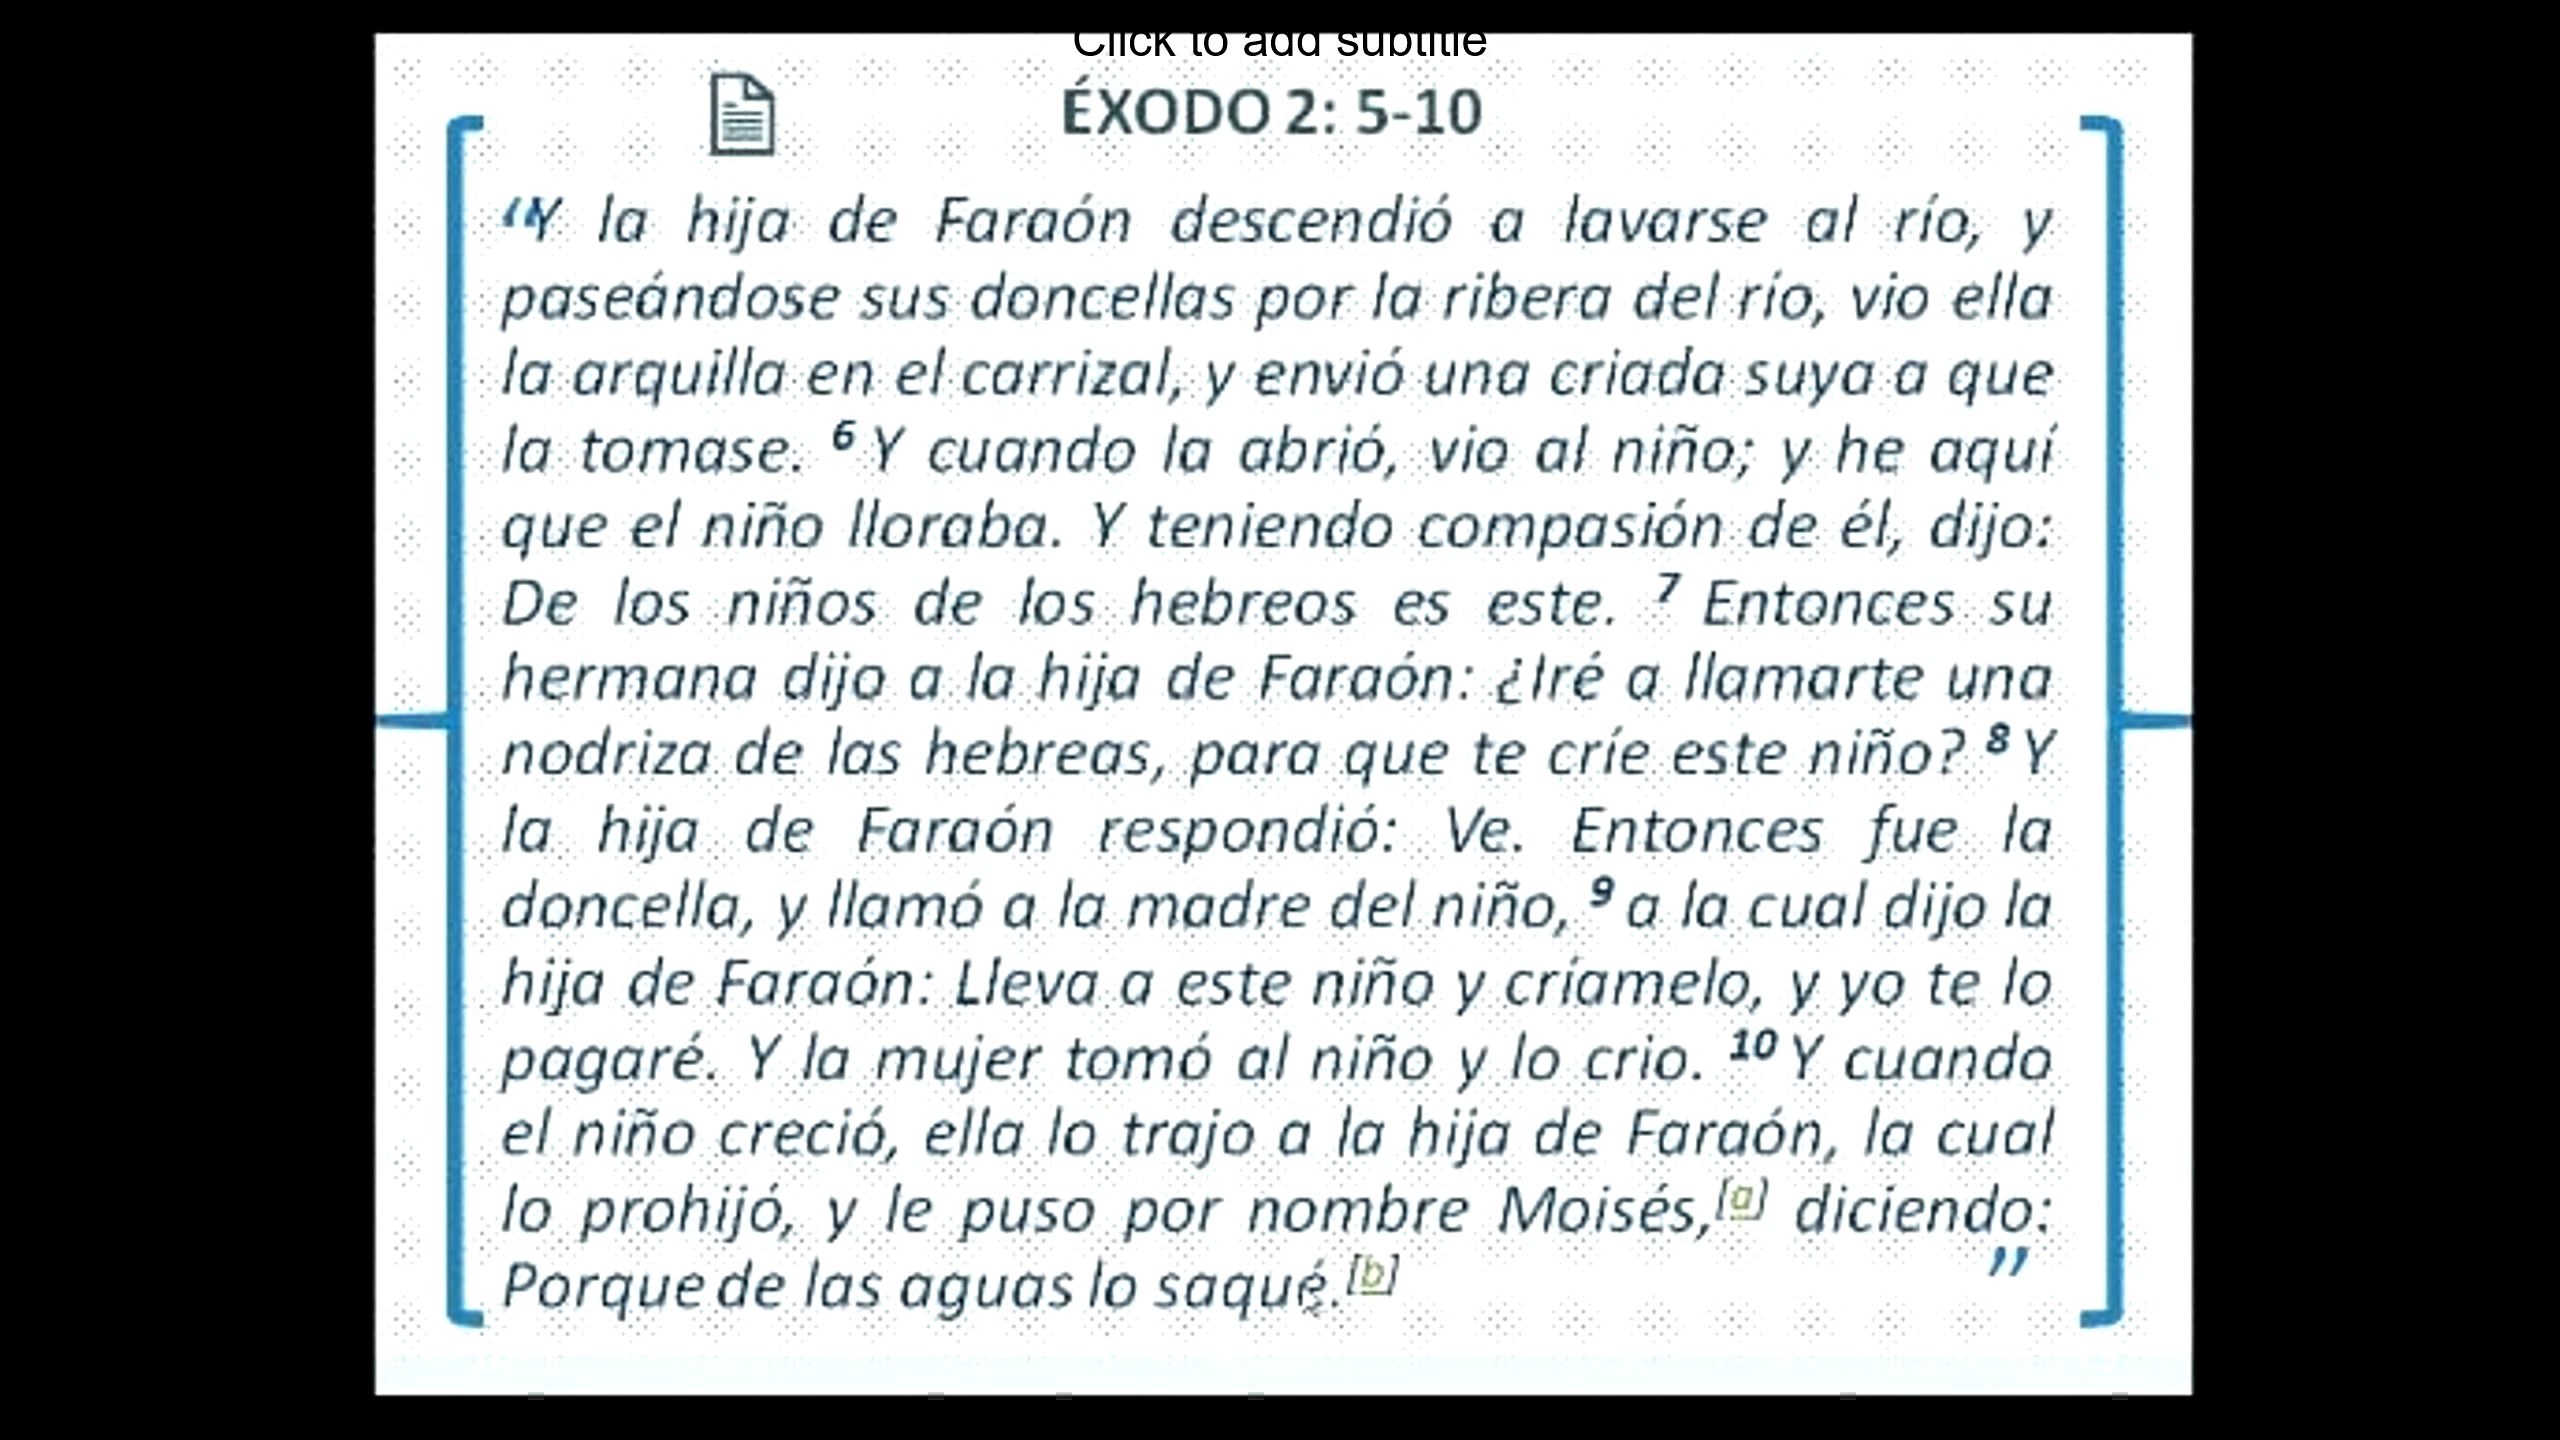 Click to add subtitle
ÉXODO 2: 5-10
“Y la hija de Faraón descendió a lavarse al río, y
paseándose sus doncellas por la ribera del río, vio ella
la arquilla en el carrizal, y envió una criada suya a que
la tomase. 6 Y cuando la abrió, vio al niño; y he aquí
que el niño lloraba. Y teniendo compasión de él, dijo:
De los niños de los hebreos es este. 7 Entonces su
hermana dijo a la hija de Faraón: ¿Iré a llamarte una
nodriza de las hebreas, para que te críe este niño? 8 Y
la hija de Faraón respondió: Ve. Entonces fue la
doncella, y llamó a la madre del niño, 9 a la cual dijo la
hija de Faraón: Lleva a este niño y críamelo, y yo te lo
pagaré. Y la mujer tomó al niño y lo crio. 10 Y cuando
el niño creció, ella lo trajo a la hija de Faraón, la cual
lo prohijó, y le puso por nombre Moisés,[a] diciendo:
Porque de las aguas lo saqué.[b] ”